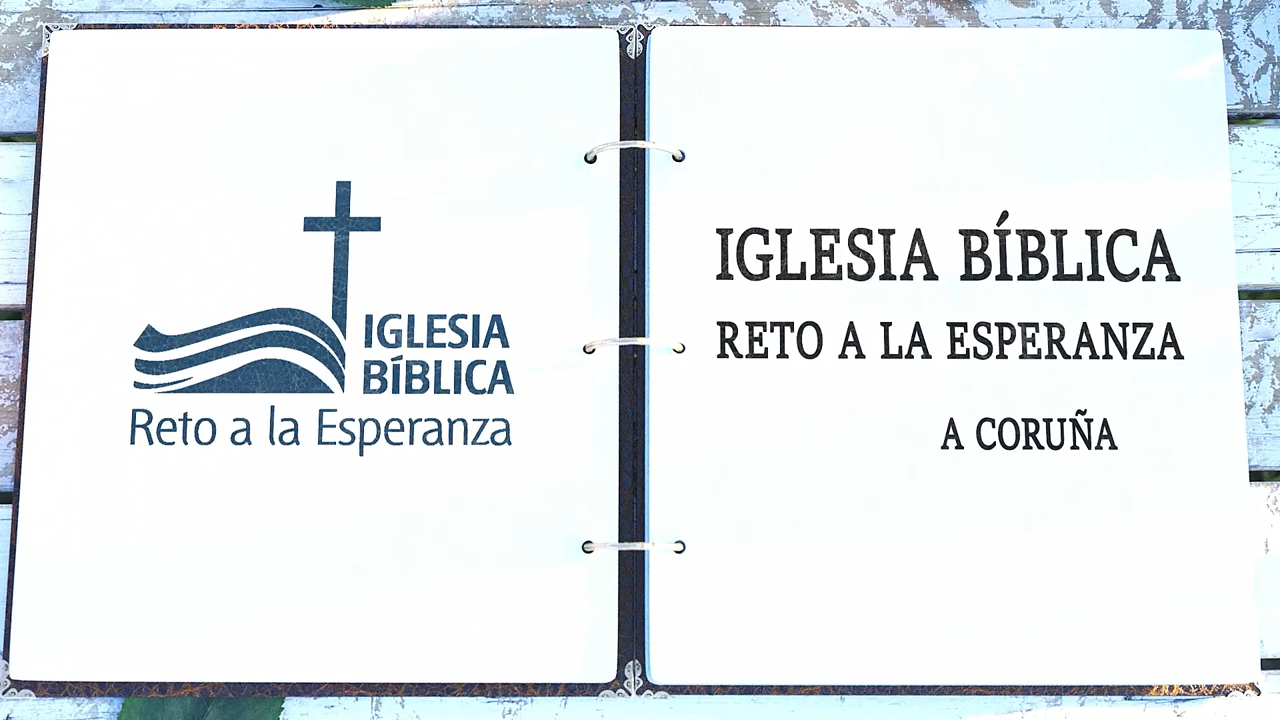 IGLESIA
BÍBLICA
Reto a la Esperanza
IGLESIA BÍBLICA
RETO A LA ESPERANZA
A CORUÑA